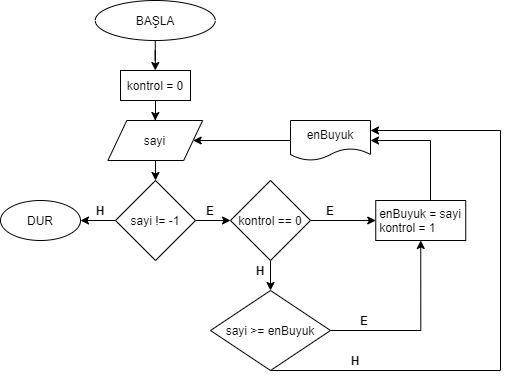 BAŞLA
kontrol = 0
sayi
enBuyuk
DUR
H
sayi != -1
E
kontrol == 0
E
enBuyuk = sayi
kontrol = 1
H
sayi >= enBuyuk
E
H